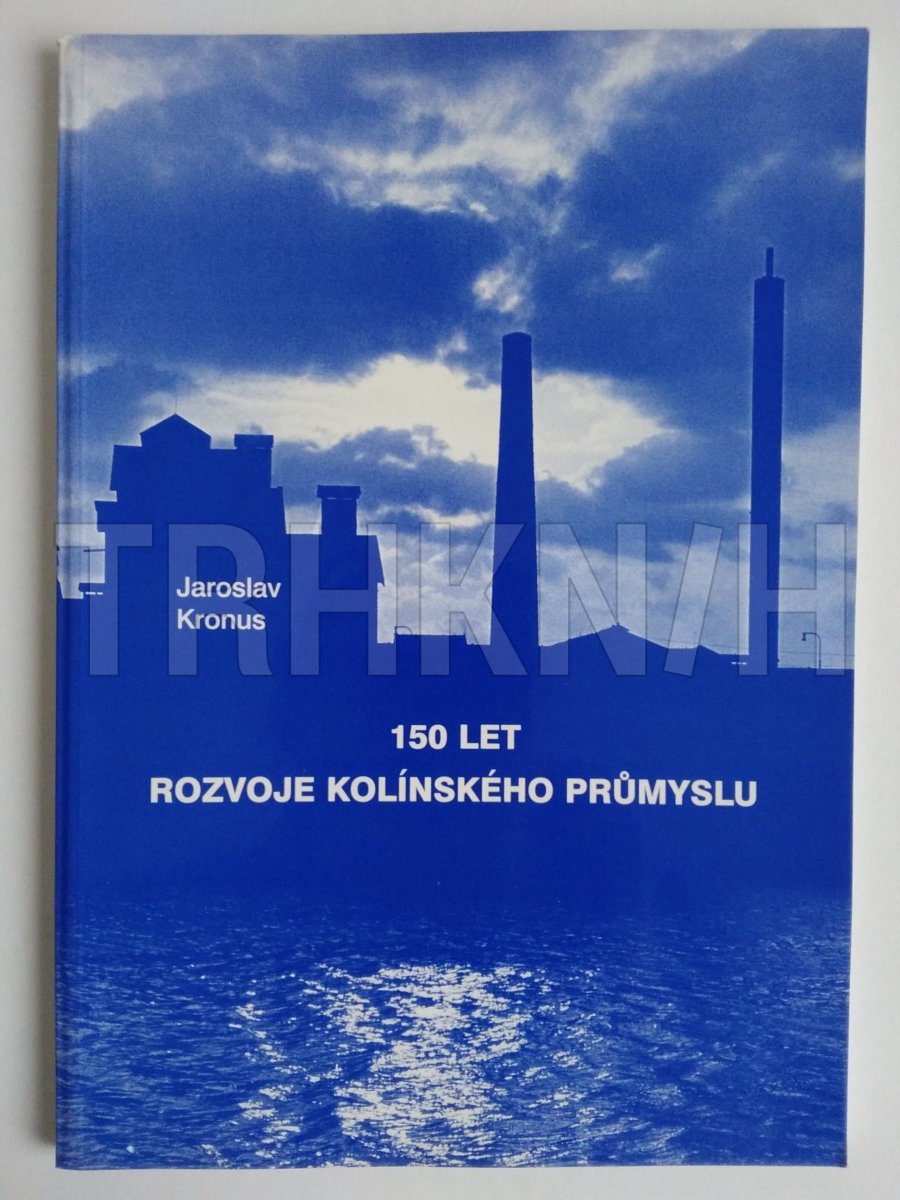 TRHKNIH
Jaroslav
Kronus
150 LET
ROZVOJE KOLÍNSKÉHO PRŮMYSLU